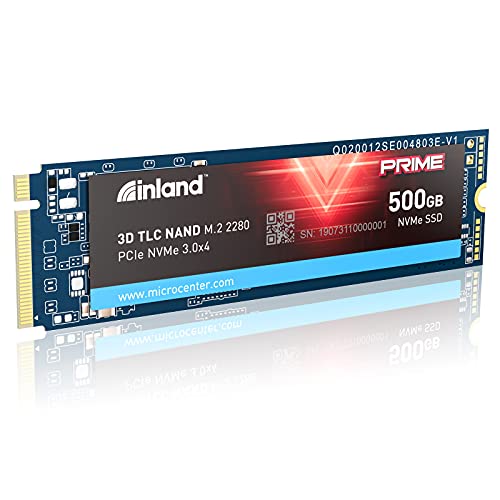 Q020012SE004803E-V1
PRIME
inland
500GB
NVMe SSD
3D TLC NAND M.2 2280
PCIe NVMe 3.0x4
SN: 19073110000001
www.microcenter.com